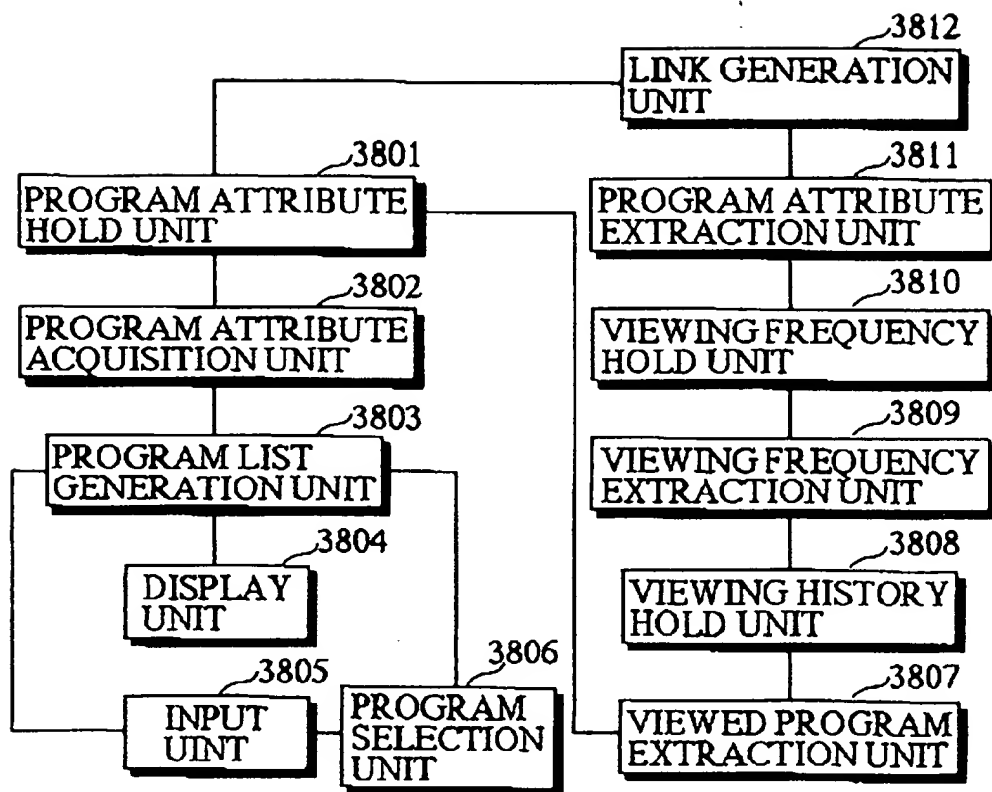 3812
LINK GENERATION
UNIT
3801
PROGRAM ATTRIBUTE
HOLD UNIT
3811
PROGRAM ATTRIBUTE
EXTRACTION UNIT
3802
PROGRAM ATTRIBUTE
ACQUISITION UNIT
3810
VIEWING FREQUENCY
HOLD UNIT
3803
PROGRAM LIST
GENERATION UNIT
3809
VIEWING FREQUENCY
EXTRACTION UNIT
3804
DISPLAY
UNIT
3808
VIEWING HISTORY
HOLD UNIT
3805
INPUT
UINT
3806
PROGRAM
SELECTION
UNIT
3807
VIEWED PROGRAM
EXTRACTION UNIT